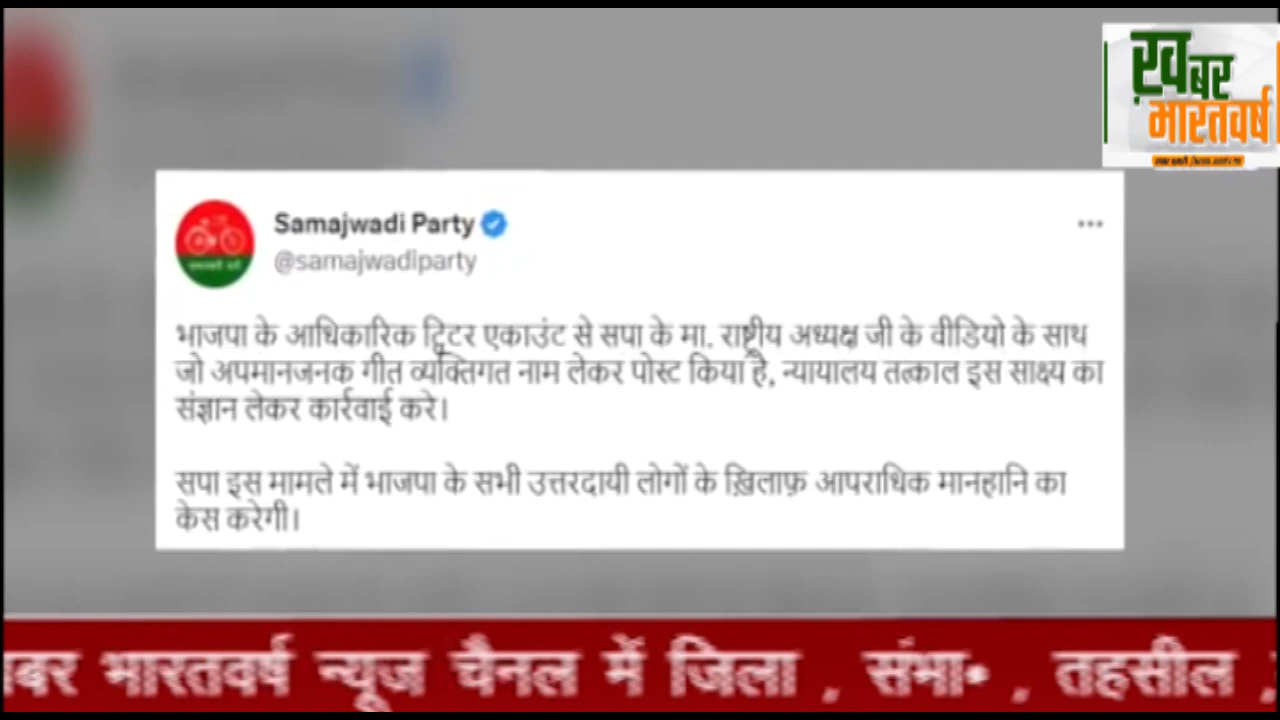 ख़बर
भारतवर्ष
Samajwadi Party
@samajwadiparty
भाजपा के आधिकारिक ट्विटर एकाउंट से सपा के मा. राष्ट्रीय अध्यक्ष जी के वीडियो के साथ
जो अपमानजनक गीत व्यक्तिगत नाम लेकर पोस्ट किया है, न्यायालय तत्काल इस साक्ष्य का
संज्ञान लेकर कार्रवाई करे।
सपा इस मामले में भाजपा के सभी उत्तरदायी लोगों के ख़िलाफ़ आपराधिक मानहानि का
केस करेगी।
बर भारतवर्ष न्यूज चैनल में जिला , संभा॰ , तहसील ,